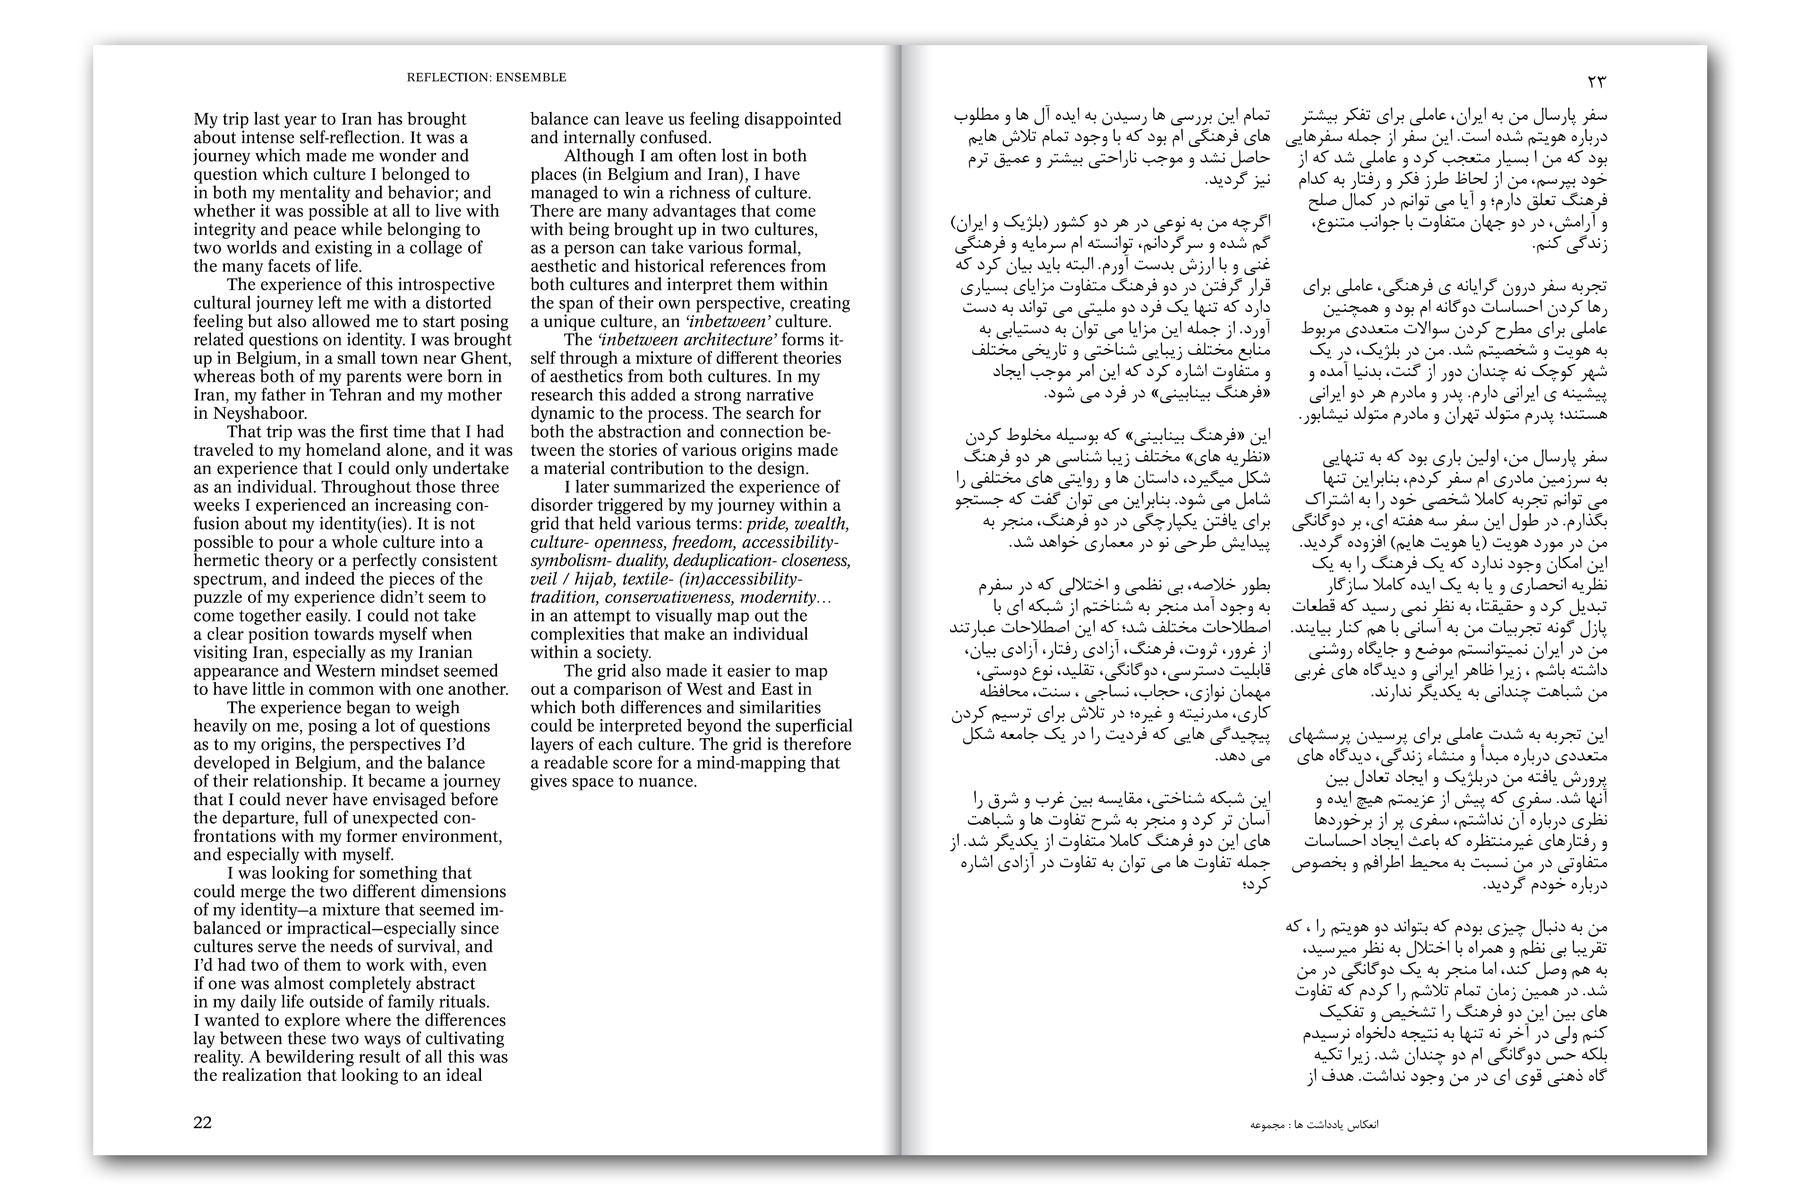 REFLECTION: ENSEMBLE
My trip last year to Iran has brought
about intense self-reflection. It was a
journey which made me wonder and
question which culture I belonged to
in both my mentality and behavior; and
whether it was possible at all to live with
integrity and peace while belonging to
two worlds and existing in a collage of
the many facets of life.
The experience of this introspective
cultural journey left me with a distorted
feeling but also allowed me to start posing
related questions on identity. I was brought
up in Belgium, in a small town near Ghent,
whereas both of my parents were born in
Iran, my father in Tehran and my mother
in Neyshaboor.
That trip was the first time that I had
traveled to my homeland alone, and it was
an experience that I could only undertake
as an individual. Throughout those three
weeks I experienced an increasing con-
fusion about my identity(ies). It is not
possible to pour a whole culture into a
hermetic theory or a perfectly consistent
spectrum, and indeed the pieces of the
puzzle of my experience didn’t seem to
come together easily. I could not take
a clear position towards myself when
visiting Iran, especially as my Iranian
appearance and Western mindset seemed
to have little in common with one another.
The experience began to weigh
heavily on me, posing a lot of questions
as to my origins, the perspectives I’d
developed in Belgium, and the balance
of their relationship. It became a journey
that I could never have envisaged before
the departure, full of unexpected con-
frontations with my former environment,
and especially with myself.
I was looking for something that
could merge the two different dimensions
of my identity—a mixture that seemed im-
balanced or impractical—especially since
cultures serve the needs of survival, and
I’d had two of them to work with, even
if one was almost completely abstract
in my daily life outside of family rituals.
I wanted to explore where the differences
lay between these two ways of cultivating
reality. A bewildering result of all this was
the realization that looking to an ideal
balance can leave us feeling disappointed
and internally confused.
Although I am often lost in both
places (in Belgium and Iran), I have
managed to win a richness of culture.
There are many advantages that come
with being brought up in two cultures,
as a person can take various formal,
aesthetic and historical references from
both cultures and interpret them within
the span of their own perspective, creating
a unique culture, an ‘inbetween’ culture.
The ‘inbetween architecture’ forms it-
self through a mixture of different theories
of aesthetics from both cultures. In my
research this added a strong narrative
dynamic to the process. The search for
both the abstraction and connection be-
tween the stories of various origins made
a material contribution to the design.
I later summarized the experience of
disorder triggered by my journey within a
grid that held various terms: pride, wealth,
culture- openness, freedom, accessibility-
symbolism- duality, deduplication- closeness,
veil / hijab, textile- (in)accessibility-
tradition, conservativeness, modernity…
in an attempt to visually map out the
complexities that make an individual
within a society.
The grid also made it easier to map
out a comparison of West and East in
which both differences and similarities
could be interpreted beyond the superficial
layers of each culture. The grid is therefore
a readable score for a mind-mapping that
gives space to nuance.
22
۲۳
سفر پارسال من به ایران، عاملی برای تفکر بیشتر
درباره هویتم شده است. این سفر از جمله سفرهایی
بود که من ا بسیار متعجب کرد و عاملی شد که از
خود بپرسم، من از لحاظ طرز فکر و رفتار به کدام
فرهنگ تعلق دارم؛ و آیا می توانم در کمال صلح
و آرامش، در دو جهان متفاوت با جوانب متنوع،
زندگی کنم.
تجربه سفر درون گرایانه ی فرهنگی، عاملی برای
رها کردن احساسات دوگانه ام بود و همچنین
عاملی برای مطرح کردن سوالات متعددی مربوط
به هویت و شخصیتم شد. من در بلژیک، در یک
شهر کوچک نه چندان دور از گنت، بدنیا آمده و
پیشینه ی ایرانی دارم. پدر و مادرم هر دو ایرانی
هستند؛ پدرم متولد تهران و مادرم متولد نیشابور.
سفر پارسال من، اولین باری بود که به تنهایی
به سرزمین مادری ام سفر کردم، بنابراین تنها
می توانم تجربه کاملا شخصی خود را به اشتراک
بگذارم. در طول این سفر سه هفته ای، بر دوگانگی
من در مورد هویت (یا هویت هایم) افزوده گردید.
این امکان وجود ندارد که یک فرهنگ را به یک
نظریه انحصاری و یا به یک ایده کاملا سازگار
تبدیل کرد و حقیقتا، به نظر نمی رسید که قطعات
پازل گونه تجربیات من به آسانی با هم کنار بیایند.
من در ایران نمیتوانستم موضع و جایگاه روشنی
داشته باشم ، زیرا ظاهر ایرانی و دیدگاه های غربی
من شباهت چندانی به یکدیگر ندارند.
این تجربه به شدت عاملی برای پرسیدن پرسشهای
متعددی درباره مبدأ و منشاء زندگی، دیدگاه های
پرورش یافته من دربلژیک و ایجاد تعادل بین
آنها شد. سفری که پیش از عزیمتم هیچ ایده و
نظری درباره آن نداشتم، سفری پر از برخوردها
و رفتارهای غیرمنتظره که باعث ایجاد احساسات
متفاوتی در من نسبت به محیط اطرافم و بخصوص
درباره خودم گردید.
من به دنبال چیزی بودم که بتواند دو هویتم را ، که
تقریبا بی نظم و همراه با اختلال به نظر میرسید،
به هم وصل کند، اما منجر به یک دوگانگی در من
شد. در همین زمان تمام تلاشم را کردم که تفاوت
های بین این دو فرهنگ را تشخیص و تفکیک
کنم ولی در آخر نه تنها به نتیجه دلخواه نرسیدم
بلکه حس دوگانگی ام دو چندان شد. زیرا تکیه
گاه ذهنی قوی ای در من وجود نداشت. هدف از
تمام این بررسی ها رسیدن به ایده آل ها و مطلوب
های فرهنگی ام بود که با وجود تمام تلاش هایم
حاصل نشد و موجب ناراحتی بیشتر و عمیق ترم
نیز گردید.
اگرچه من به نوعی در هر دو کشور (بلژیک و ایران)
گم شده و سرگردانم، توانسته ام سرمایه و فرهنگی
غنی و با ارزش بدست آورم. البته باید بیان کرد که
قرار گرفتن در دو فرهنگ متفاوت مزایای بسیاری
دارد که تنها یک فرد دو ملیتی می تواند به دست
آورد. از جمله این مزایا می توان به دستیابی به
منابع مختلف زیبایی شناختی و تاریخی مختلف
و متفاوت اشاره کرد که این امر موجب ایجاد
«فرهنگ بینابینی» در فرد می شود.
این «فرهنگ بینابینی» که بوسیله مخلوط کردن
«نظریه های» مختلف زیبا شناسی هر دو فرهنگ
شکل میگیرد، داستان ها و روایتی های مختلفی را
شامل می شود. بنابراین می توان گفت که جستجو
برای یافتن یکپارچگی در دو فرهنگ، منجر به
پیدایش طرحی نو در معماری خواهد شد.
بطور خلاصه، بی نظمی و اختلالی که در سفرم
به وجود آمد منجر به شناختم از شبکه ای با
اصطلاحات مختلف شد؛ که این اصطلاحات عبارتند
از غرور، ثروت، فرهنگ، آزادی رفتار، آزادی بیان،
قابلیت دسترسی، دوگانگی، تقلید، نوع دوستی،
مهمان نوازی، حجاب، نساجی ، سنت، محافظه
کاری، مدرنیته و غیره؛ در تلاش برای ترسیم کردن
پیچیدگی هایی که فردیت را در یک جامعه شکل
می دهد.
این شبکه شناختی، مقایسه بین غرب و شرق را
آسان تر کرد و منجر به شرح تفاوت ها و شباهت
های این دو فرهنگ کاملا متفاوت از یکدیگر شد. از
جمله تفاوت ها می توان به تفاوت در آزادی اشاره
کرد؛
انعکاس یادداشت ها : مجموعه